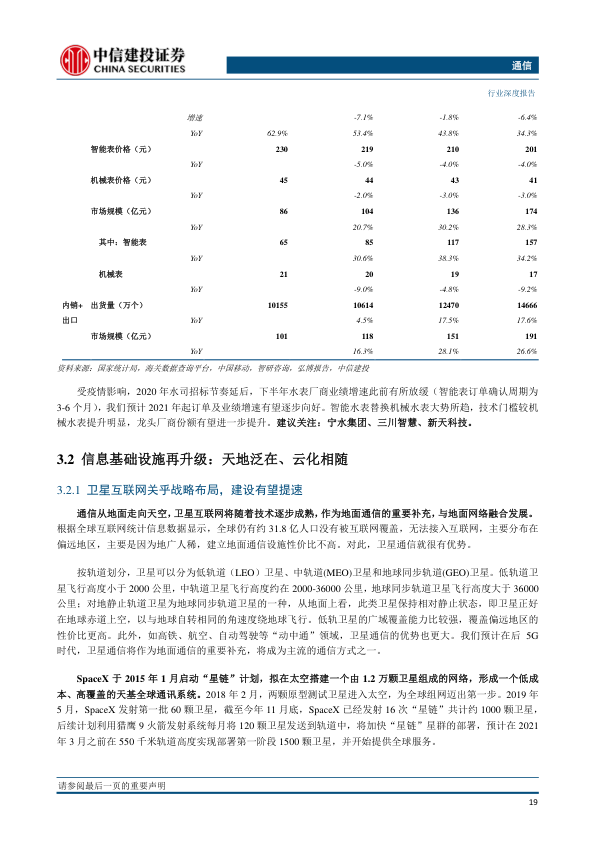 中信建投证券
CHINA SECURITIES
通信
行业深度报告
增速 -7.1% -1.8% -6.4%
YoY 62.9% 53.4% 43.8% 34.3%
智能表价格（元） 230 219 210 201
YoY -5.0% -4.0% -4.0%
机械表价格（元） 45 44 43 41
YoY -2.0% -3.0% -3.0%
市场规模（亿元） 86 104 136 174
YoY 20.7% 30.2% 28.3%
其中：智能表 65 85 117 157
YoY 30.6% 38.3% 34.2%
机械表 21 20 19 17
YoY -9.0% -4.8% -9.2%
内销+ 出货量（万个） 10155 10614 12470 14666
出口 YoY 4.5% 17.5% 17.6%
市场规模（亿元） 101 118 151 191
YoY 16.3% 28.1% 26.6%
资料来源：国家统计局，海关数据查询平台，中国移动，智研咨询，弘博报告，中信建投
受疫情影响，2020 年水司招标节奏延后，下半年水表厂商业绩增速此前有所放缓（智能表订单确认周期为
3-6 个月），我们预计 2021 年起订单及业绩增速有望逐步向好。智能水表替换机械水表大势所趋，技术门槛较机
械水表提升明显，龙头厂商份额有望进一步提升。建议关注：宁水集团、三川智慧、新天科技。
3.2 信息基础设施再升级：天地泛在、云化相随
3.2.1 卫星互联网关乎战略布局，建设有望提速
通信从地面走向天空，卫星互联网将随着技术逐步成熟，作为地面通信的重要补充，与地面网络融合发展。
根据全球互联网统计信息数据显示，全球仍有约 31.8 亿人口没有被互联网覆盖，无法接入互联网，主要分布在
偏远地区，主要是因为地广人稀，建立地面通信设施性价比不高。对此，卫星通信就很有优势。
按轨道划分，卫星可以分为低轨道（LEO）卫星、中轨道(MEO)卫星和地球同步轨道(GEO)卫星。低轨道卫
星飞行高度小于 2000 公里，中轨道卫星飞行高度约在 2000-36000 公里，地球同步轨道卫星飞行高度大于 36000
公里；对地静止轨道卫星为地球同步轨道卫星的一种，从地面上看，此类卫星保持相对静止状态，即卫星正好
在地球赤道上空，以与地球自转相同的角速度绕地球飞行。低轨卫星的广域覆盖能力比较强，覆盖偏远地区的
性价比更高。此外，如高铁、航空、自动驾驶等“动中通”领域，卫星通信的优势也更大。我们预计在后 5G
时代，卫星通信将作为地面通信的重要补充，将成为主流的通信方式之一。
SpaceX 于 2015 年 1 月启动“星链”计划，拟在太空搭建一个由 1.2 万颗卫星组成的网络，形成一个低成
本、高覆盖的天基全球通讯系统。2018 年 2 月，两颗原型测试卫星进入太空，为全球组网迈出第一步。2019 年
5 月，SpaceX 发射第一批 60 颗卫星，截至今年 11 月底，SpaceX 已经发射 16 次“星链”共计约 1000 颗卫星，
后续计划利用猎鹰 9 火箭发射系统每月将 120 颗卫星发送到轨道中，将加快“星链”星群的部署，预计在 2021
年 3 月之前在 550 千米轨道高度实现部署第一阶段 1500 颗卫星，并开始提供全球服务。
请参阅最后一页的重要声明
19